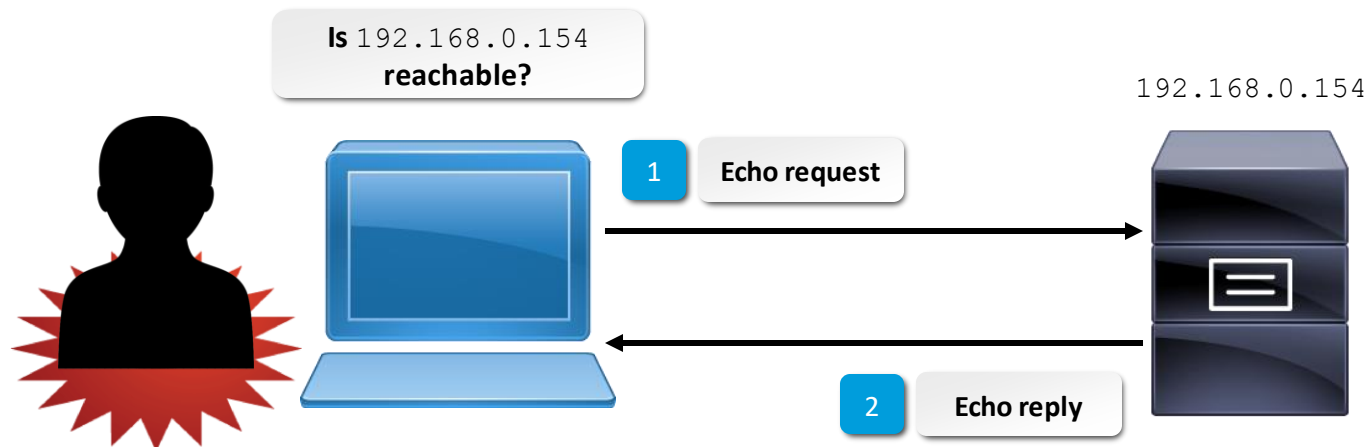 Is 192.168.0.154
reachable?
192.168.0.154
1
Echo request
2
Echo reply